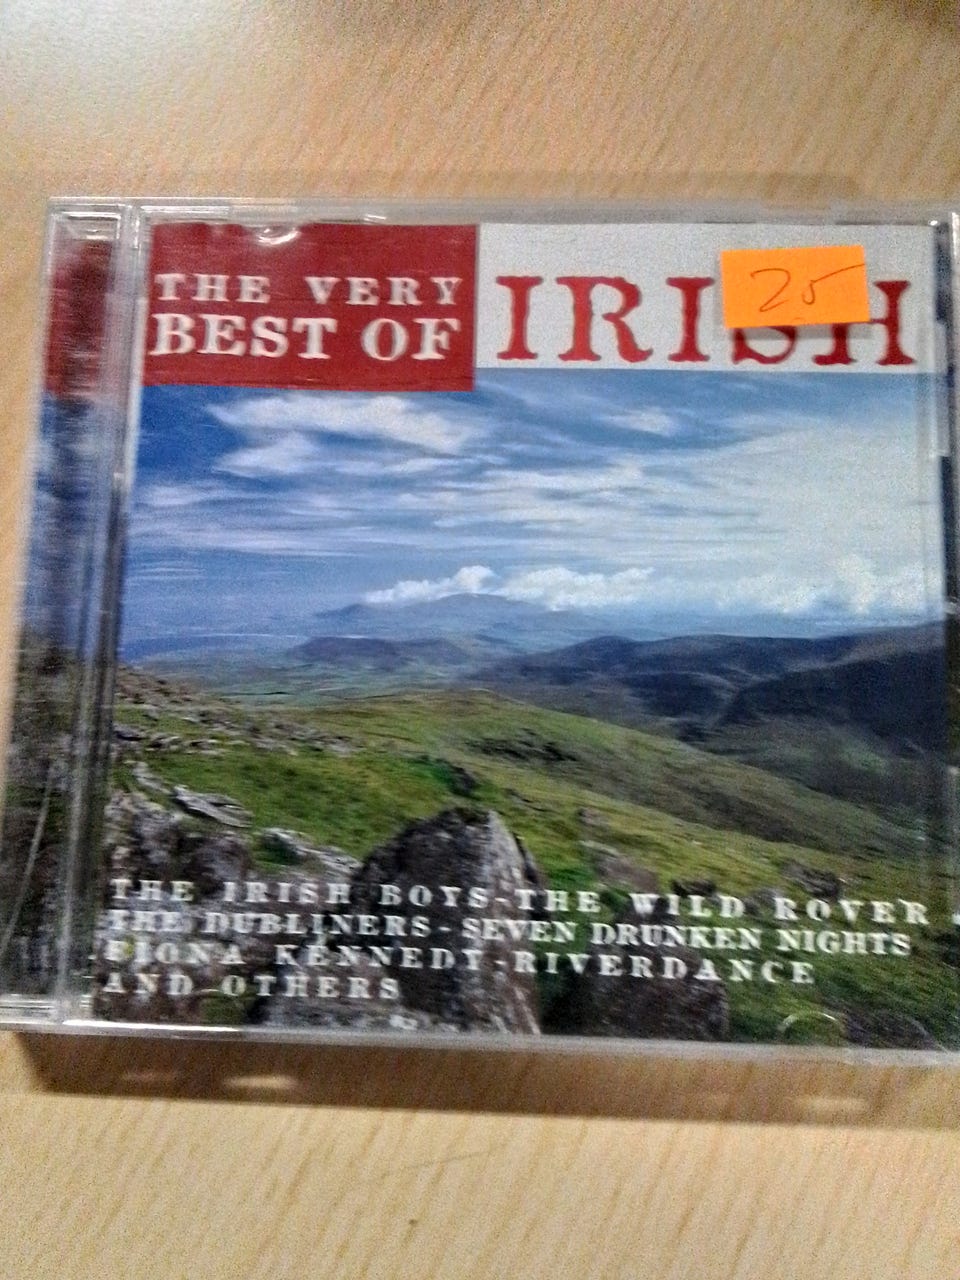 THE VERY
BEST OF
IRISH
25
THE IRISH BOYS - THE WILD ROVER
THE DUBLINERS - SEVEN DRUNKEN NIGHTS
FIONA KENNEDY - RIVERDANCE
AND OTHERS